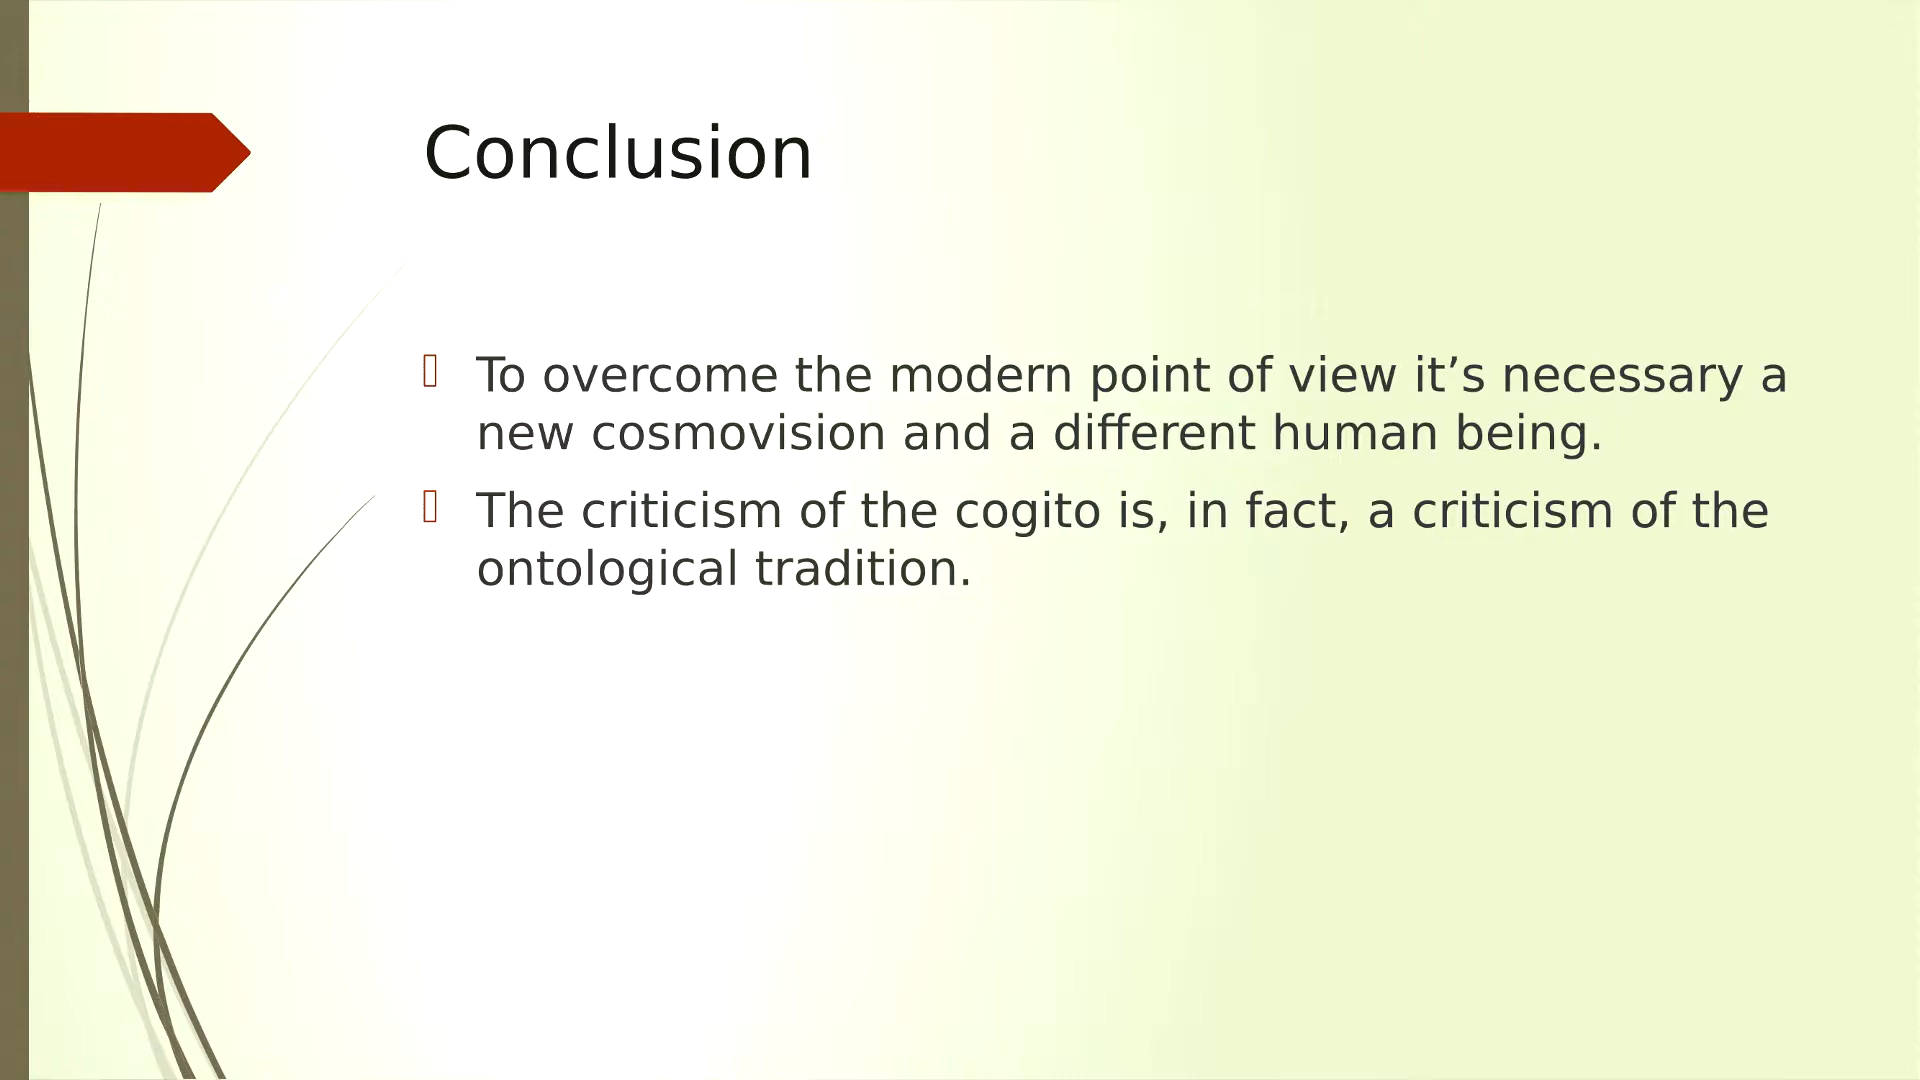 Conclusion
To overcome the modern point of view it’s necessary a
new cosmovision and a different human being.
The criticism of the cogito is, in fact, a criticism of the
ontological tradition.